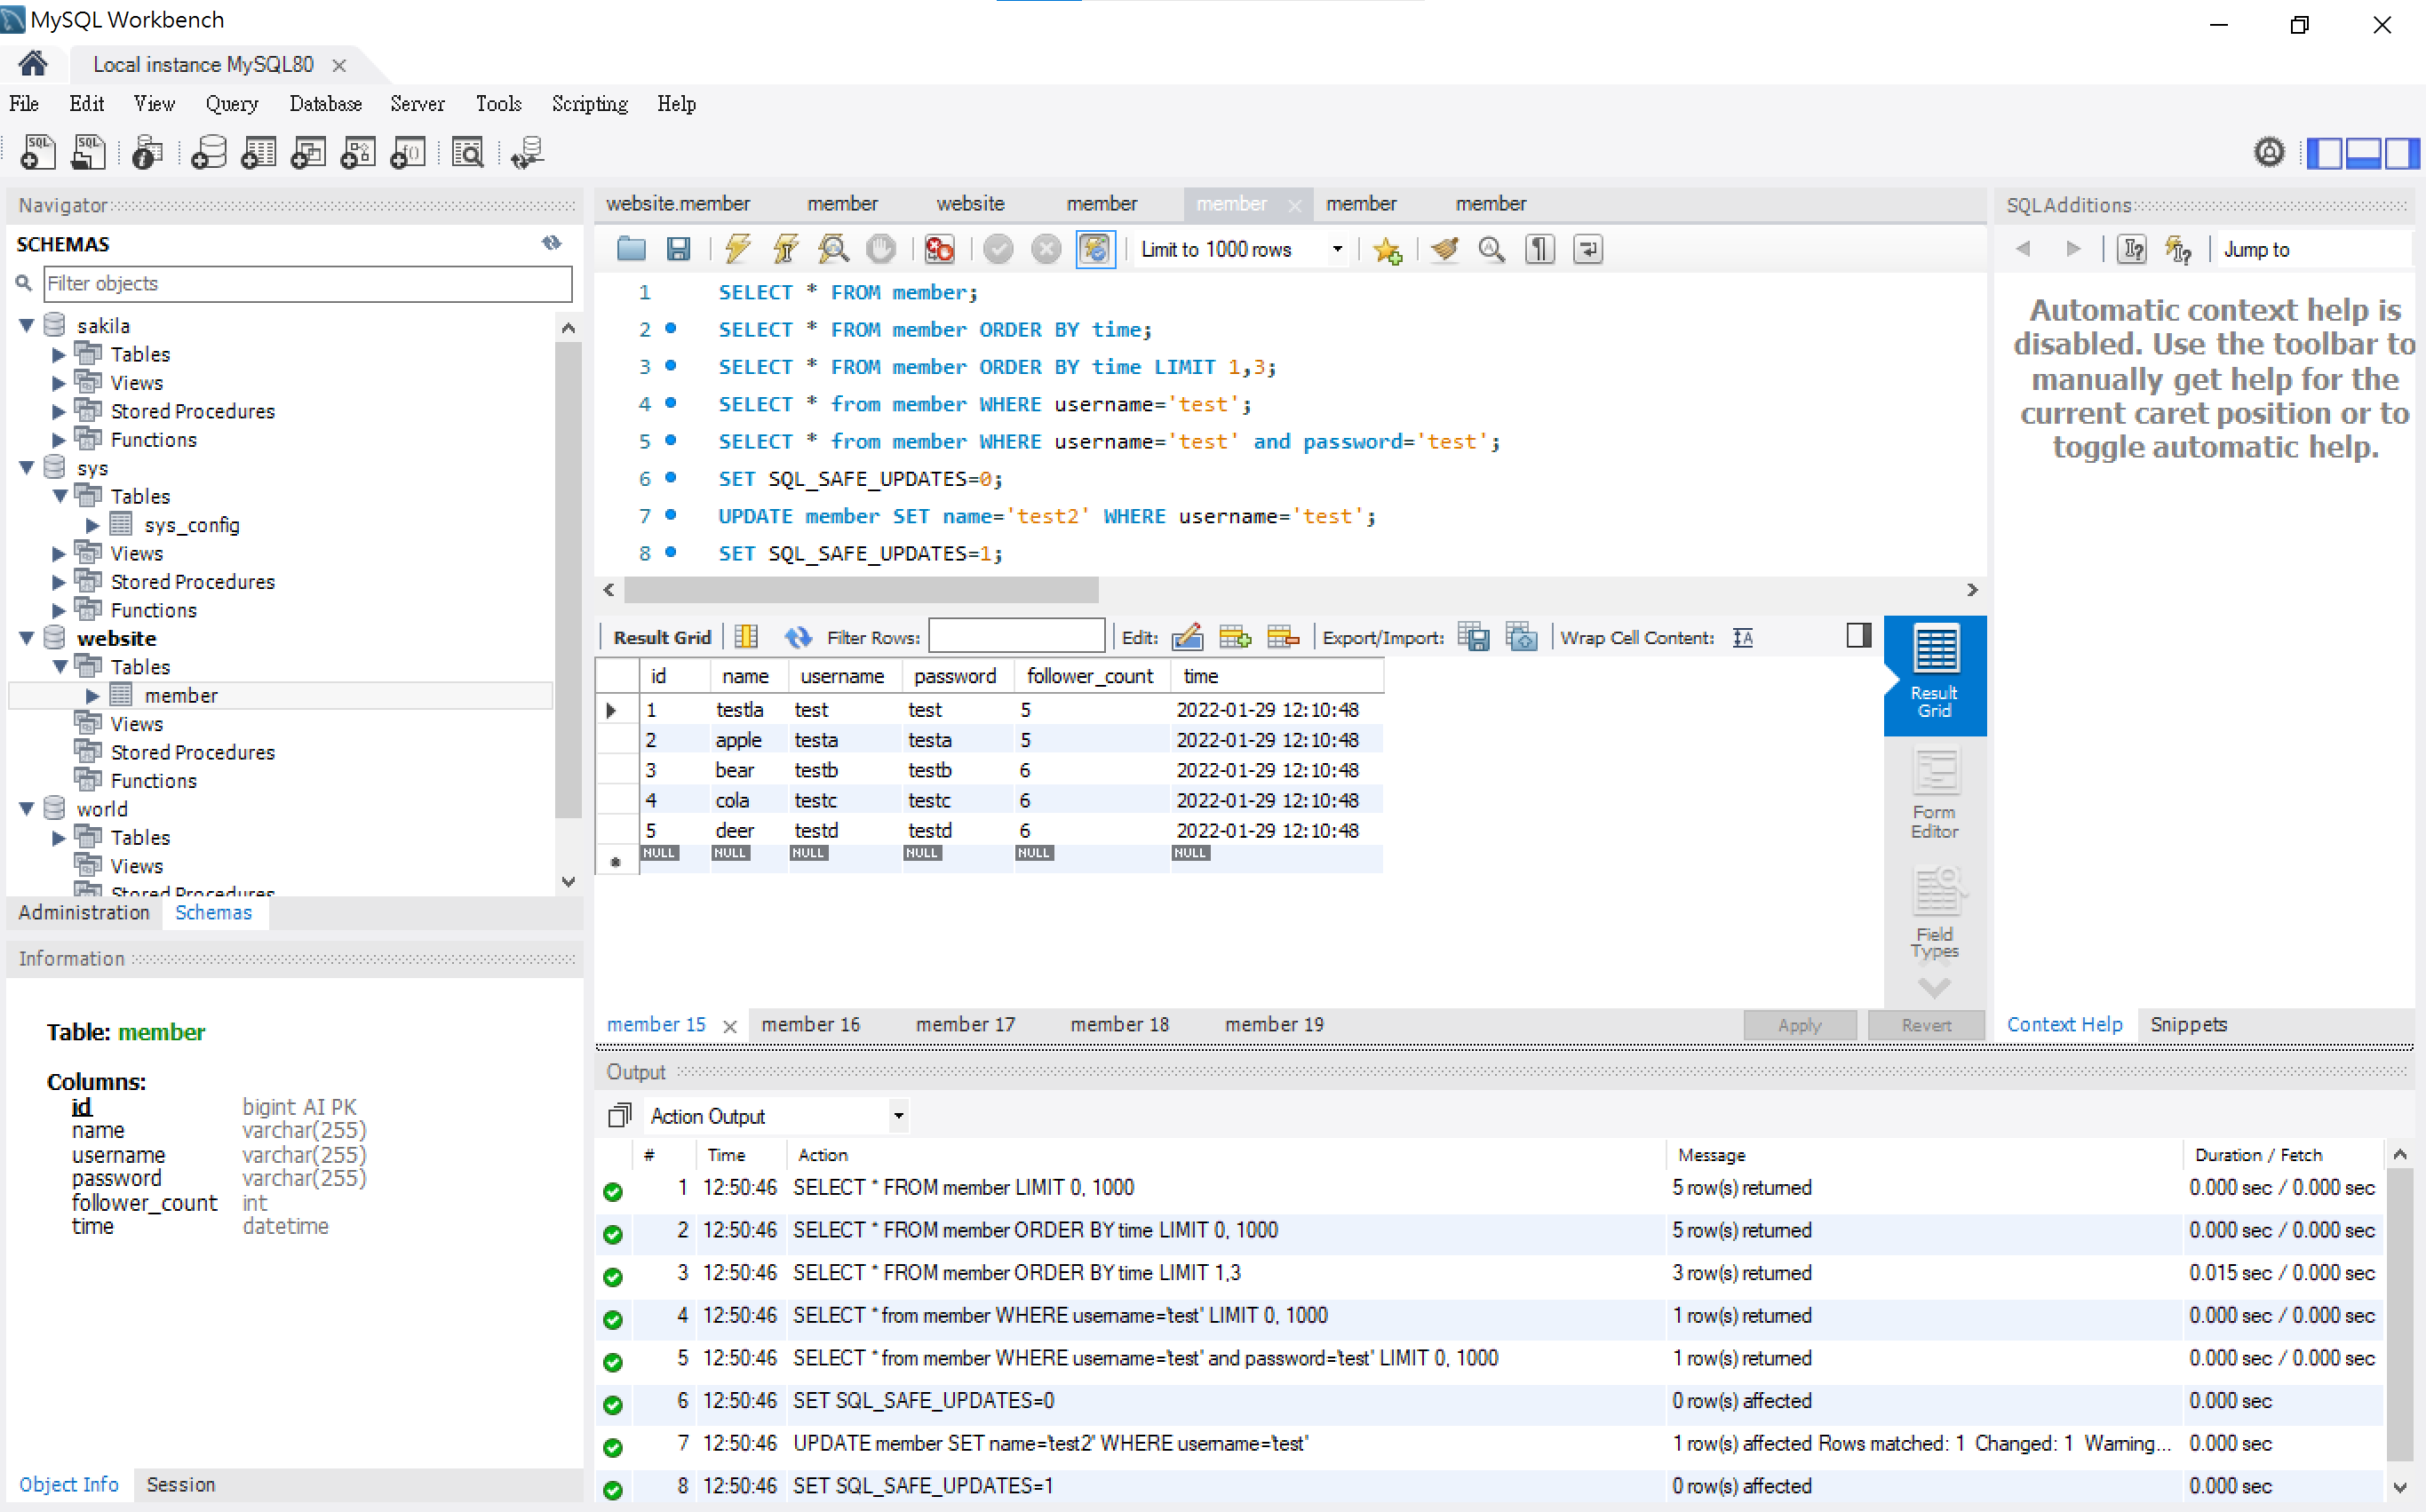 MySQL Workbench
Local instance MySQL80
File Edit View Query Database Server Tools Scripting Help
Navigator
SCHEMAS
Filter objects
sakila
Tables
Views
Stored Procedures
Functions
sys
Tables
sys_config
Views
Stored Procedures
Functions
website
Tables
member
Views
Stored Procedures
Functions
world
Tables
Views
Stored Procedures
Administration Schemas
Information
Table: member
Columns:
id bigint AI PK
name varchar(255)
username varchar(255)
password varchar(255)
follower_count int
time datetime
Object Info Session
website.member member website member member member member
Limit to 1000 rows
1 SELECT * FROM member;
2 SELECT * FROM member ORDER BY time;
3 SELECT * FROM member ORDER BY time LIMIT 1,3;
4 SELECT * from member WHERE username='test';
5 SELECT * from member WHERE username='test' and password='test';
6 SET SQL_SAFE_UPDATES=0;
7 UPDATE member SET name='test2' WHERE username='test';
8 SET SQL_SAFE_UPDATES=1;
Result Grid Filter Rows: Edit: Export/Import: Wrap Cell Content:
id name username password follower_count time
1 testla test test 5 2022-01-29 12:10:48
2 apple testa testa 5 2022-01-29 12:10:48
3 bear testb testb 6 2022-01-29 12:10:48
4 cola testc testc 6 2022-01-29 12:10:48
5 deer testd testd 6 2022-01-29 12:10:48
NULL NULL NULL NULL NULL NULL
Result
Grid
Form
Editor
Field
Types
member 15 member 16 member 17 member 18 member 19
Apply Revert
SQLAdditions
Jump to
Automatic context help is
disabled. Use the toolbar to
manually get help for the
current caret position or to
toggle automatic help.
Context Help Snippets
Output
Action Output
# Time Action Message Duration / Fetch
1 12:50:46 SELECT * FROM member LIMIT 0, 1000 5 row(s) returned 0.000 sec / 0.000 sec
2 12:50:46 SELECT * FROM member ORDER BY time LIMIT 0, 1000 5 row(s) returned 0.000 sec / 0.000 sec
3 12:50:46 SELECT * FROM member ORDER BY time LIMIT 1,3 3 row(s) returned 0.015 sec / 0.000 sec
4 12:50:46 SELECT * from member WHERE username='test' LIMIT 0, 1000 1 row(s) returned 0.000 sec / 0.000 sec
5 12:50:46 SELECT * from member WHERE username='test' and password='test' LIMIT 0, 1000 1 row(s) returned 0.000 sec / 0.000 sec
6 12:50:46 SET SQL_SAFE_UPDATES=0 0 row(s) affected 0.000 sec
7 12:50:46 UPDATE member SET name='test2' WHERE username='test' 1 row(s) affected Rows matched: 1 Changed: 1 Warning... 0.000 sec
8 12:50:46 SET SQL_SAFE_UPDATES=1 0 row(s) affected 0.000 sec